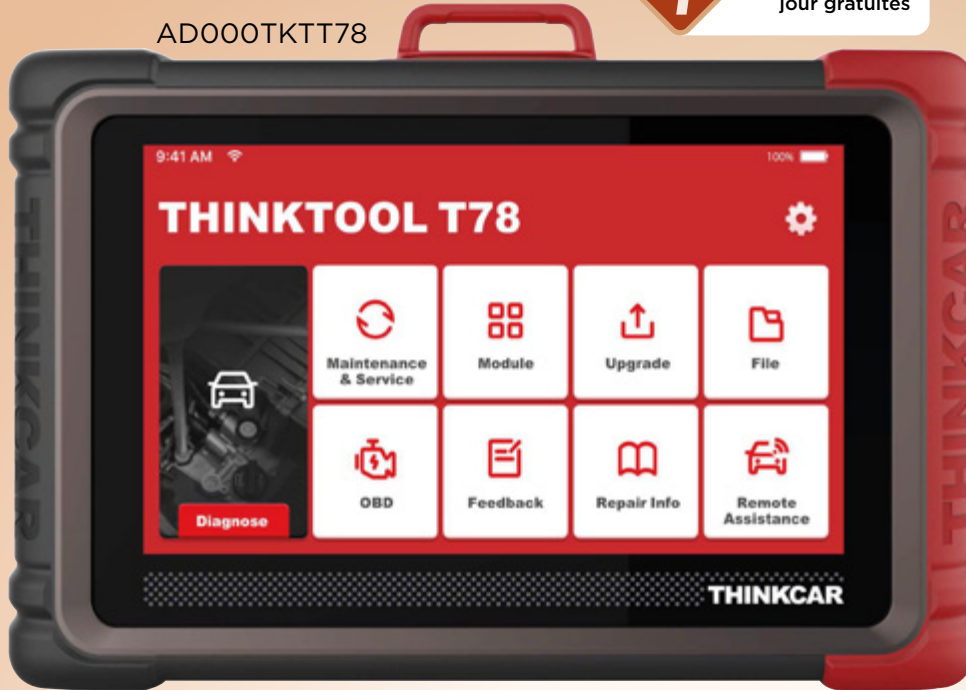 AD000TKTT78
jour gratuites
9:41 AM
100%
THINKTOOL T78
Maintenance
& Service
Module
Upgrade
File
Diagnose
OBD
Feedback
Repair Info
Remote
Assistance
THINKCAR
THINKCAR
THINKCAR